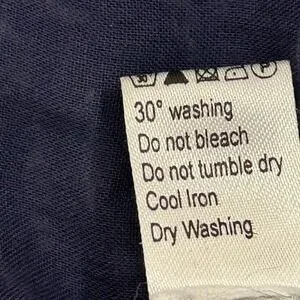 30° washing
Do not bleach
Do not tumble dry
Cool Iron
Dry Washing